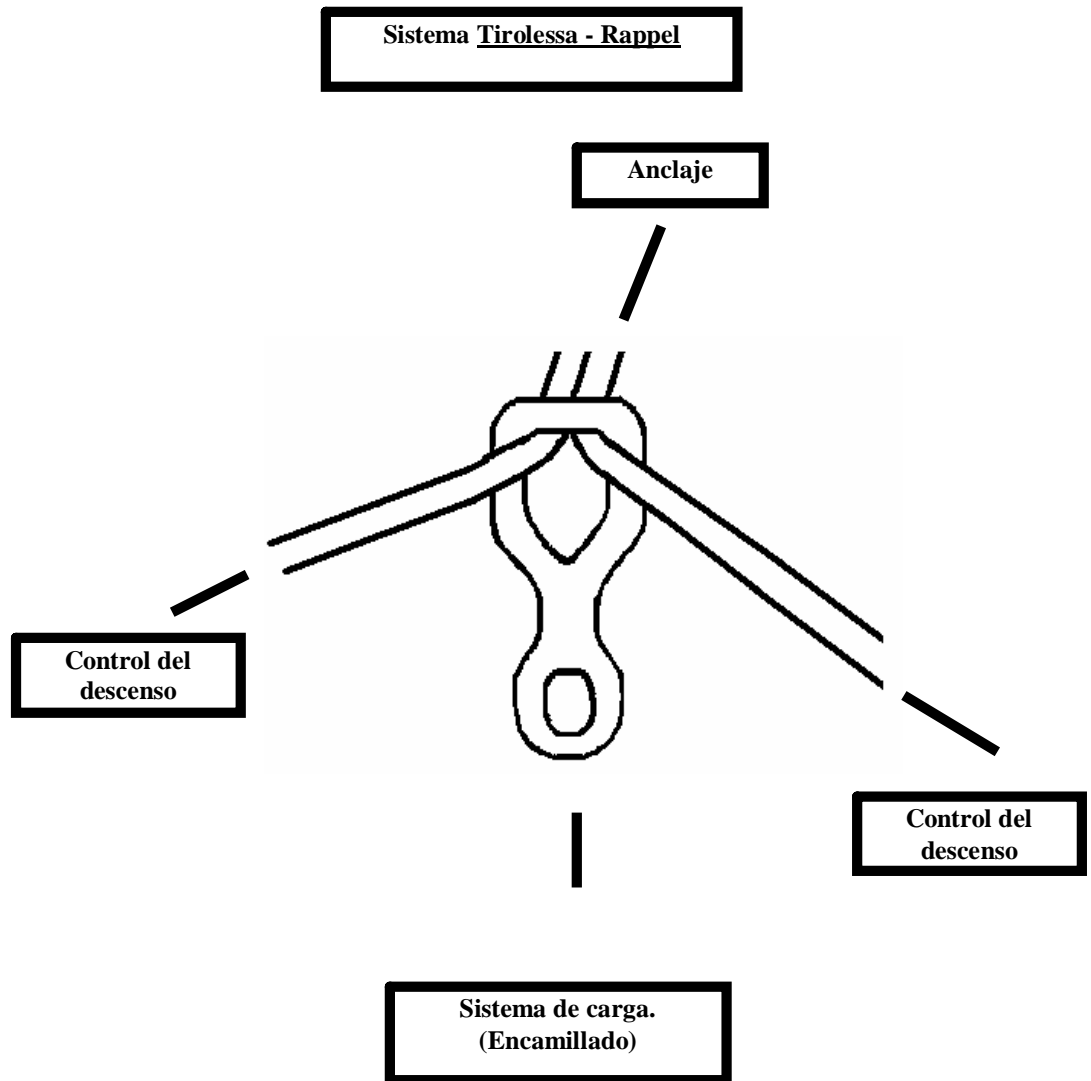 Sistema Tirolessa - Rappel
Anclaje
Control del
descenso
Control del
descenso
Sistema de carga.
(Encamillado)